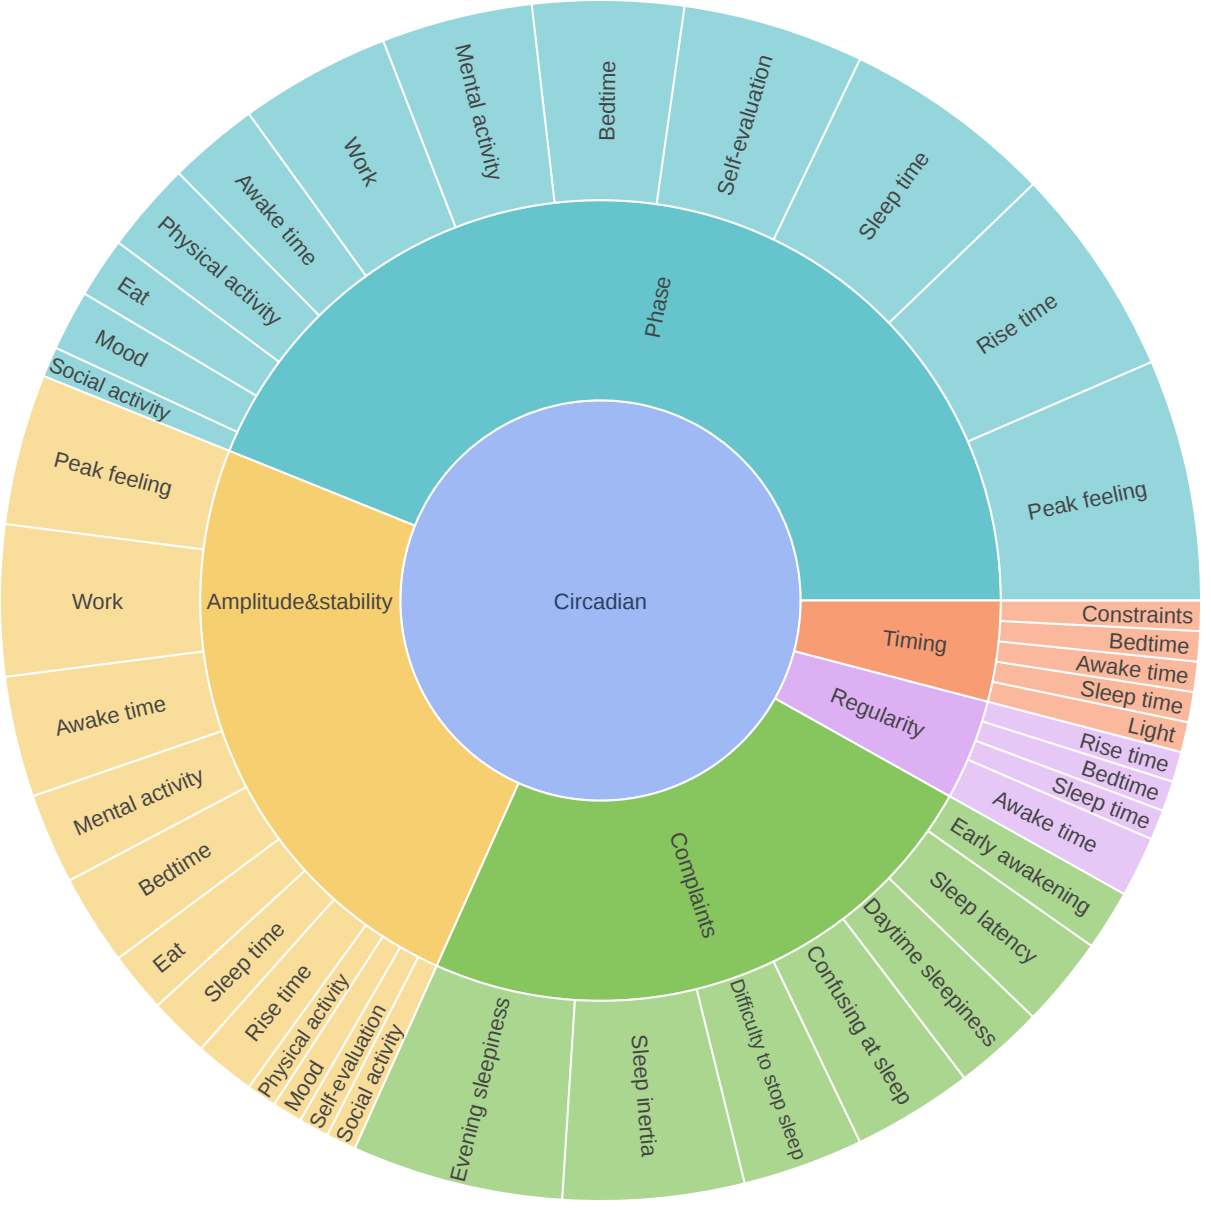 Circadian
Phase
Peak feeling
Rise time
Sleep time
Self-evaluation
Bedtime
Mental activity
Work
Awake time
Physical activity
Eat
Mood
Social activity
Amplitude&stability
Peak feeling
Work
Awake time
Mental activity
Bedtime
Eat
Sleep time
Rise time
Physical activity
Mood
Self-evaluation
Social activity
Complaints
Evening sleepiness
Sleep inertia
Difficulty to stop sleep
Confusing at sleep
Daytime sleepiness
Sleep latency
Early awakening
Regularity
Awake time
Sleep time
Bedtime
Rise time
Timing
Light
Sleep time
Awake time
Bedtime
Constraints